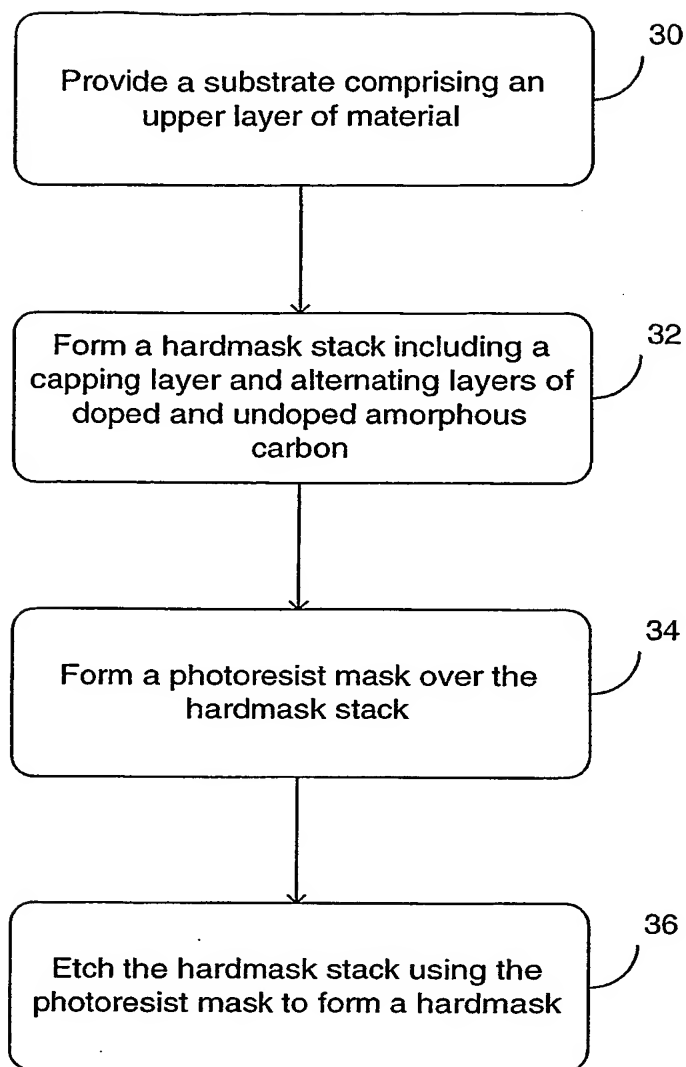 30
Provide a substrate comprising an
upper layer of material
32
Form a hardmask stack including a
capping layer and alternating layers of
doped and undoped amorphous
carbon
34
Form a photoresist mask over the
hardmask stack
36
Etch the hardmask stack using the
photoresist mask to form a hardmask